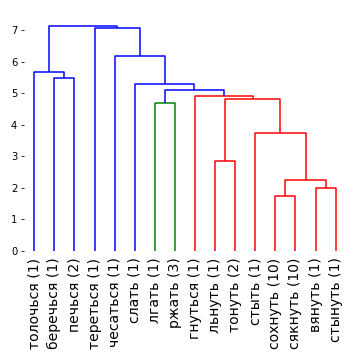 7
6
5
4
3
2
1
0
толочься (1)
беречься (1)
печься (2)
тереться (1)
чесаться (1)
слать (1)
лгать (1)
ржать (3)
гнуться (1)
льнуть (1)
тонуть (2)
стыть (1)
сохнуть (10)
сякнуть (10)
вянуть (1)
стынуть (1)